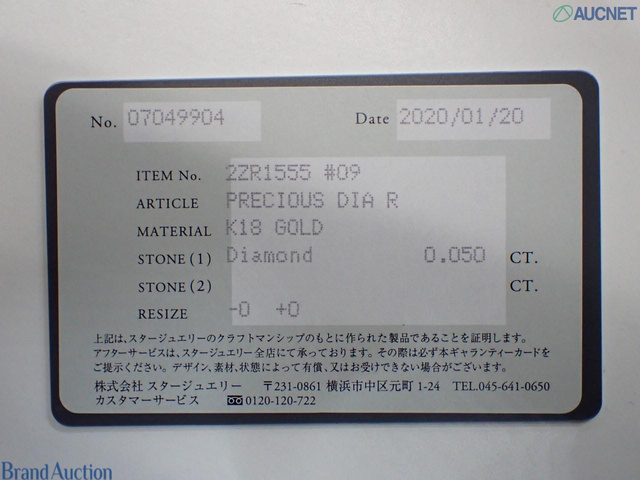 AUCNET
No. 07049904 Date 2020/01/20
ITEM No. 2ZR1555 #09
ARTICLE PRECIOUS DIA R
MATERIAL K18 GOLD
STONE (1) Diamond 0.050 CT.
STONE (2) CT.
RESIZE -0 +0
上記は、スタージュエリーのクラフトマンシップのもとに作られた製品であることを証明します。
アフターサービスは、スタージュエリー全店にて承っております。その際は必ず本ギャランティーカードを
ご提示ください。デザイン、素材、状態によって有償、又はお受けできない場合がございます。
株式会社 スタージュエリー 〒231-0861 横浜市中区元町 1-24 TEL.045-641-0650
カスタマーサービス 0120-120-722
Brand Auction